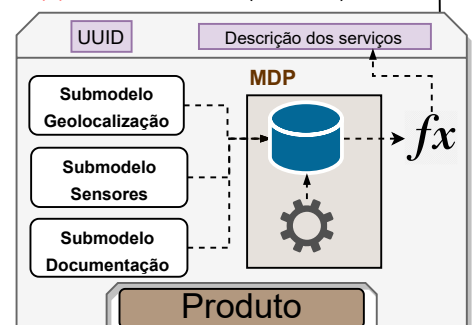 UUID
Descrição dos serviços
MDP
Submodelo
Geolocalização
fx
Submodelo
Sensores
Submodelo
Documentação
Produto